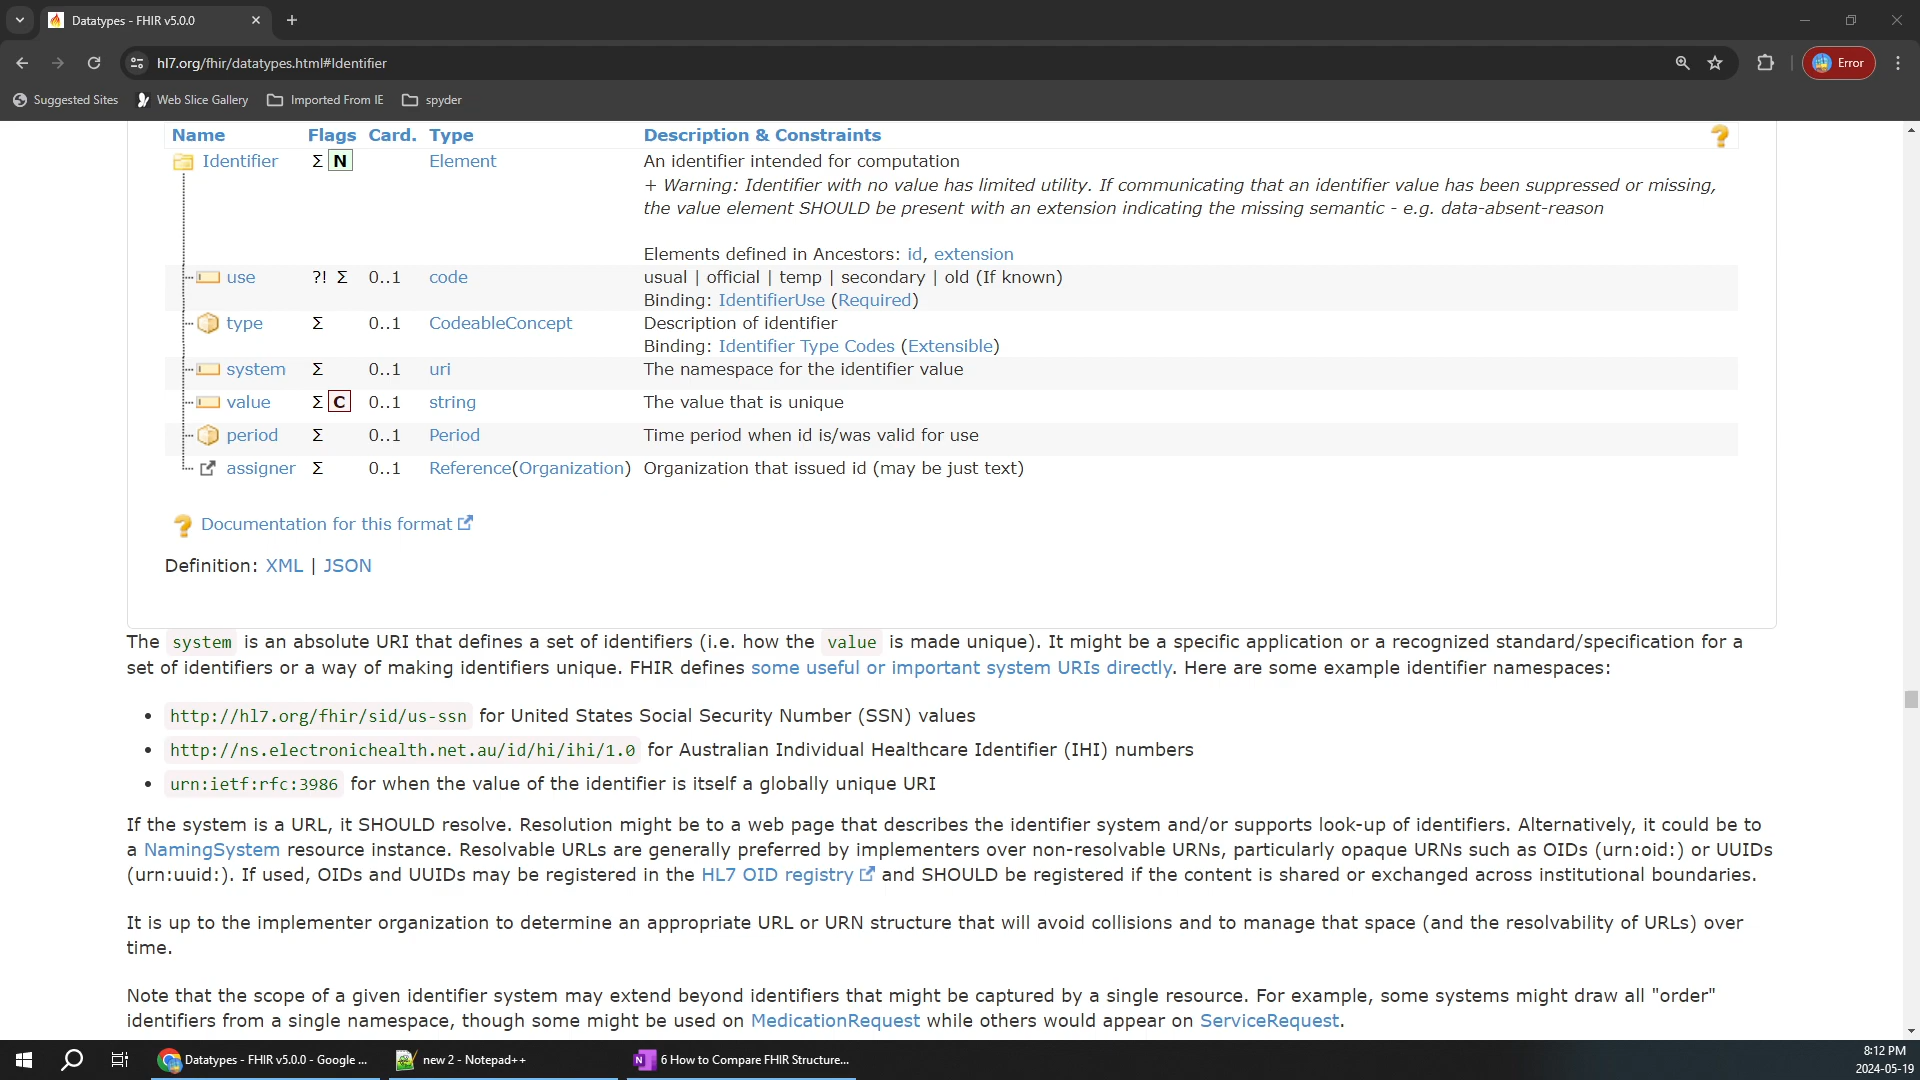 Datatypes - FHIR v5.0.0
hl7.org/fhir/datatypes.html#Identifier
Error
Suggested Sites
Web Slice Gallery
Imported From IE
spyder
Name Flags Card. Type Description & Constraints
Identifier Σ N Element An identifier intended for computation
+ Warning: Identifier with no value has limited utility. If communicating that an identifier value has been suppressed or missing,
the value element SHOULD be present with an extension indicating the missing semantic - e.g. data-absent-reason
Elements defined in Ancestors: id, extension
use ?! Σ 0..1 code usual | official | temp | secondary | old (If known)
Binding: IdentifierUse (Required)
type Σ 0..1 CodeableConcept Description of identifier
Binding: Identifier Type Codes (Extensible)
system Σ 0..1 uri The namespace for the identifier value
value Σ C 0..1 string The value that is unique
period Σ 0..1 Period Time period when id is/was valid for use
assigner Σ 0..1 Reference(Organization) Organization that issued id (may be just text)
Documentation for this format
Definition: XML | JSON
The system is an absolute URI that defines a set of identifiers (i.e. how the value is made unique). It might be a specific application or a recognized standard/specification for a
set of identifiers or a way of making identifiers unique. FHIR defines some useful or important system URIs directly. Here are some example identifier namespaces:
• http://hl7.org/fhir/sid/us-ssn for United States Social Security Number (SSN) values
• http://ns.electronichealth.net.au/id/hi/ihi/1.0 for Australian Individual Healthcare Identifier (IHI) numbers
• urn:ietf:rfc:3986 for when the value of the identifier is itself a globally unique URI
If the system is a URL, it SHOULD resolve. Resolution might be to a web page that describes the identifier system and/or supports look-up of identifiers. Alternatively, it could be to
a NamingSystem resource instance. Resolvable URLs are generally preferred by implementers over non-resolvable URNs, particularly opaque URNs such as OIDs (urn:oid:) or UUIDs
(urn:uuid:). If used, OIDs and UUIDs may be registered in the HL7 OID registry and SHOULD be registered if the content is shared or exchanged across institutional boundaries.
It is up to the implementer organization to determine an appropriate URL or URN structure that will avoid collisions and to manage that space (and the resolvability of URLs) over
time.
Note that the scope of a given identifier system may extend beyond identifiers that might be captured by a single resource. For example, some systems might draw all "order"
identifiers from a single namespace, though some might be used on MedicationRequest while others would appear on ServiceRequest.
Datatypes - FHIR v5.0.0 - Google ...
new 2 - Notepad++
6 How to Compare FHIR Structure...
8:12 PM
2024-05-19